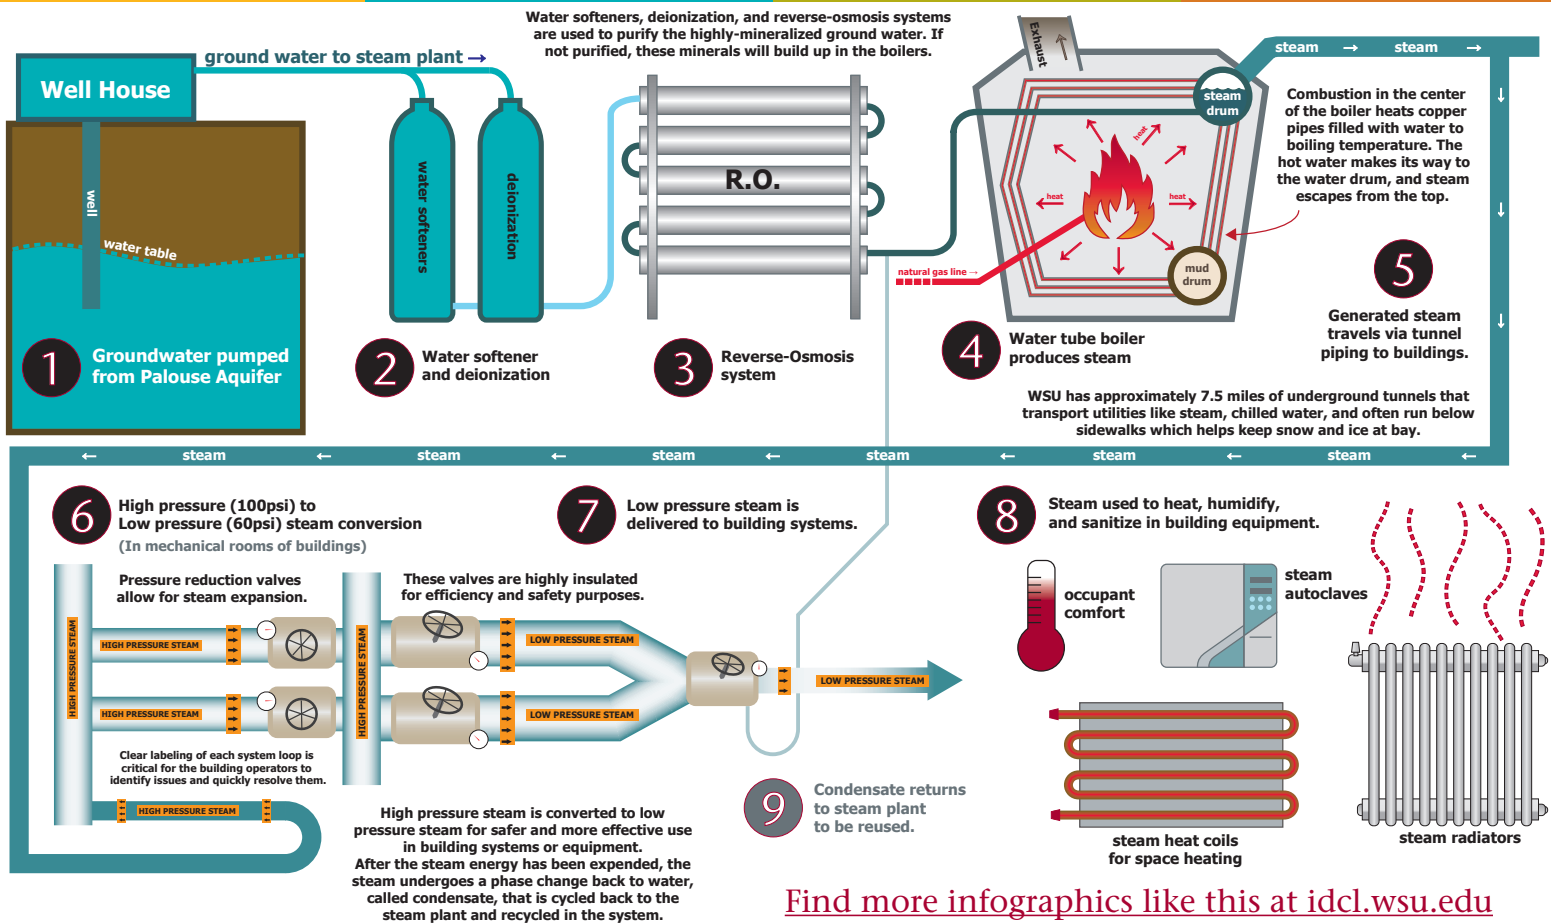 Water softeners, deionization, and reverse-osmosis systems
are used to purify the highly-mineralized ground water. If
not purified, these minerals will build up in the boilers.
ground water to steam plant →
Well House
well
water table
1
Groundwater pumped
from Palouse Aquifer
water softeners
deionization
2
Water softener
and deionization
R.O.
3
Reverse-Osmosis
system
Exhaust
steam
drum
heat
heat
heat
mud
drum
natural gas line →
4
Water tube boiler
produces steam
steam → steam →
Combustion in the center
of the boiler heats copper
pipes filled with water to
boiling temperature. The
hot water makes its way to
the water drum, and steam
escapes from the top.
5
Generated steam
travels via tunnel
piping to buildings.
WSU has approximately 7.5 miles of underground tunnels that
transport utilities like steam, chilled water, and often run below
sidewalks which helps keep snow and ice at bay.
← steam ← steam ← steam ← steam ← steam ← steam ←
6
High pressure (100psi) to
Low pressure (60psi) steam conversion
(In mechanical rooms of buildings)
Pressure reduction valves
allow for steam expansion.
HIGH PRESSURE STEAM
HIGH PRESSURE STEAM
HIGH PRESSURE STEAM
Clear labeling of each system loop is
critical for the building operators to
identify issues and quickly resolve them.
HIGH PRESSURE STEAM
7
Low pressure steam is
delivered to building systems.
These valves are highly insulated
for efficiency and safety purposes.
HIGH PRESSURE STEAM
LOW PRESSURE STEAM
LOW PRESSURE STEAM
LOW PRESSURE STEAM
High pressure steam is converted to low
pressure steam for safer and more effective use
in building systems or equipment.
After the steam energy has been expended, the
steam undergoes a phase change back to water,
called condensate, that is cycled back to the
steam plant and recycled in the system.
8
Steam used to heat, humidify,
and sanitize in building equipment.
occupant
comfort
steam
autoclaves
steam heat coils
for space heating
steam radiators
9
Condensate returns
to steam plant
to be reused.
Find more infographics like this at idcl.wsu.edu